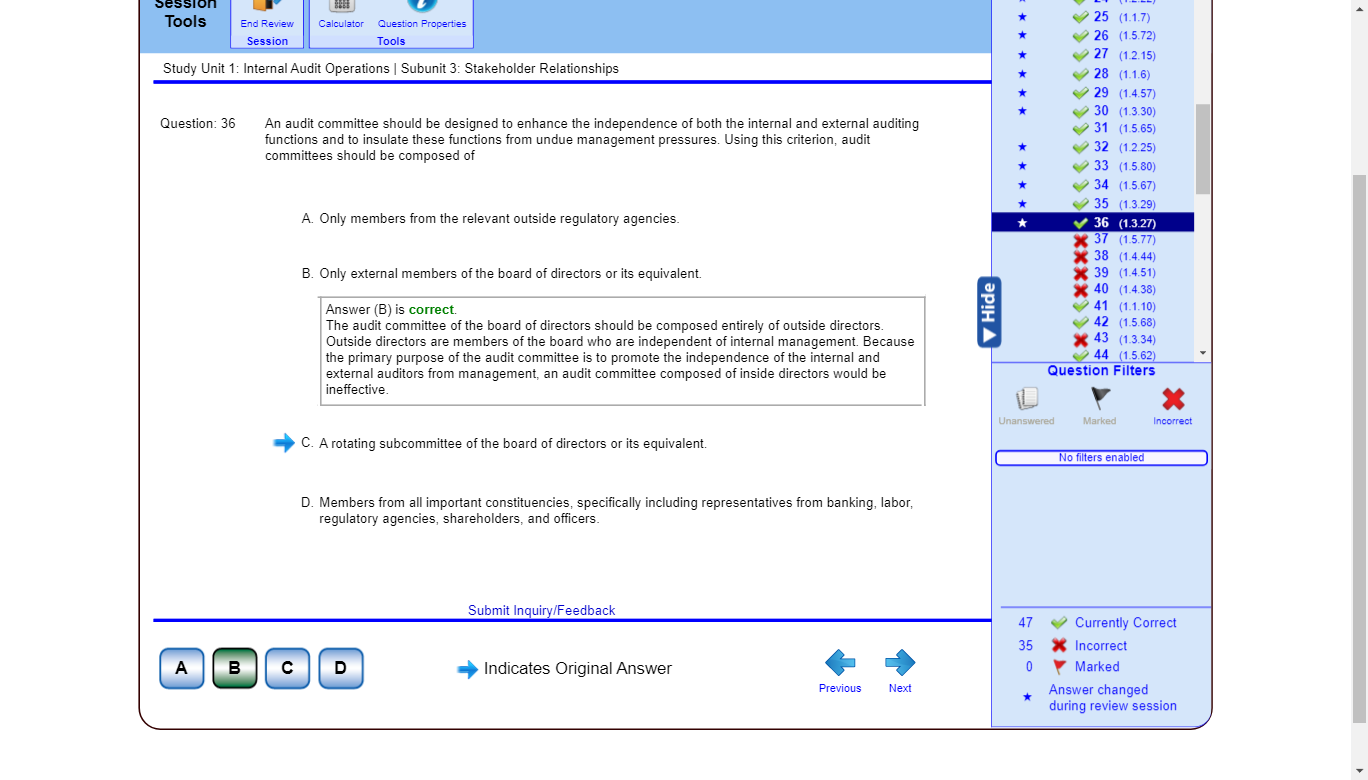 Session
Tools
End Review
Calculator
Question Properties
Session
Tools
Study Unit 1: Internal Audit Operations | Subunit 3: Stakeholder Relationships
Question: 36
An audit committee should be designed to enhance the independence of both the internal and external auditing
functions and to insulate these functions from undue management pressures. Using this criterion, audit
committees should be composed of
A. Only members from the relevant outside regulatory agencies.
B. Only external members of the board of directors or its equivalent.
Answer (B) is correct.
The audit committee of the board of directors should be composed entirely of outside directors.
Outside directors are members of the board who are independent of internal management. Because
the primary purpose of the audit committee is to promote the independence of the internal and
external auditors from management, an audit committee composed of inside directors would be
ineffective.
C. A rotating subcommittee of the board of directors or its equivalent.
D. Members from all important constituencies, specifically including representatives from banking, labor,
regulatory agencies, shareholders, and officers.
Submit Inquiry/Feedback
A
B
C
D
Indicates Original Answer
Previous
Next
25 (1.1.7)
26 (1.5.72)
27 (1.2.15)
28 (1.1.6)
29 (1.4.57)
30 (1.3.30)
31 (1.5.65)
32 (1.2.25)
33 (1.5.80)
34 (1.5.67)
35 (1.3.29)
36 (1.3.27)
37 (1.5.77)
38 (1.4.44)
39 (1.4.51)
40 (1.4.38)
41 (1.1.10)
42 (1.5.68)
43 (1.3.34)
44 (1.5.62)
Hide
Question Filters
Unanswered
Marked
Incorrect
No filters enabled
47 Currently Correct
35 Incorrect
0 Marked
Answer changed
during review session